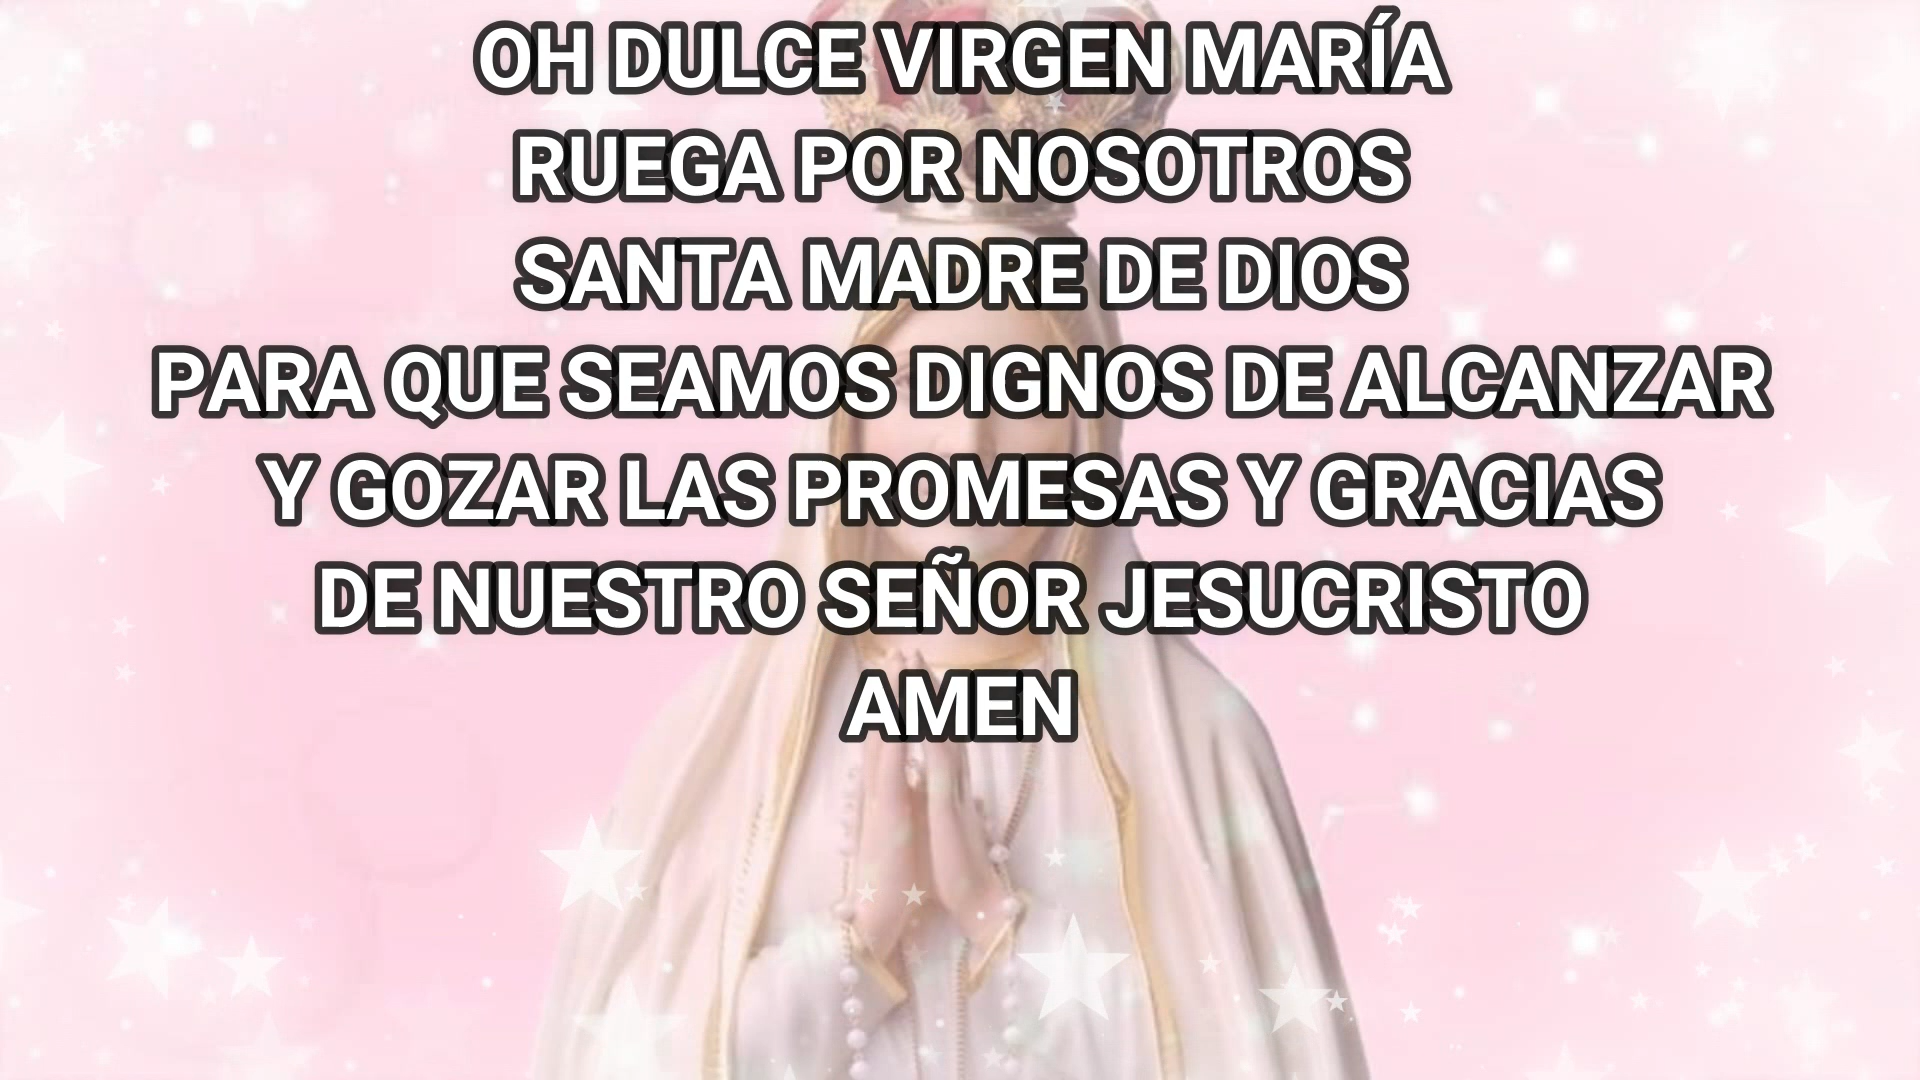 OH DULCE VIRGEN MARÍA
RUEGA POR NOSOTROS
SANTA MADRE DE DIOS
PARA QUE SEAMOS DIGNOS DE ALCANZAR
Y GOZAR LAS PROMESAS Y GRACIAS
DE NUESTRO SEÑOR JESUCRISTO
AMEN